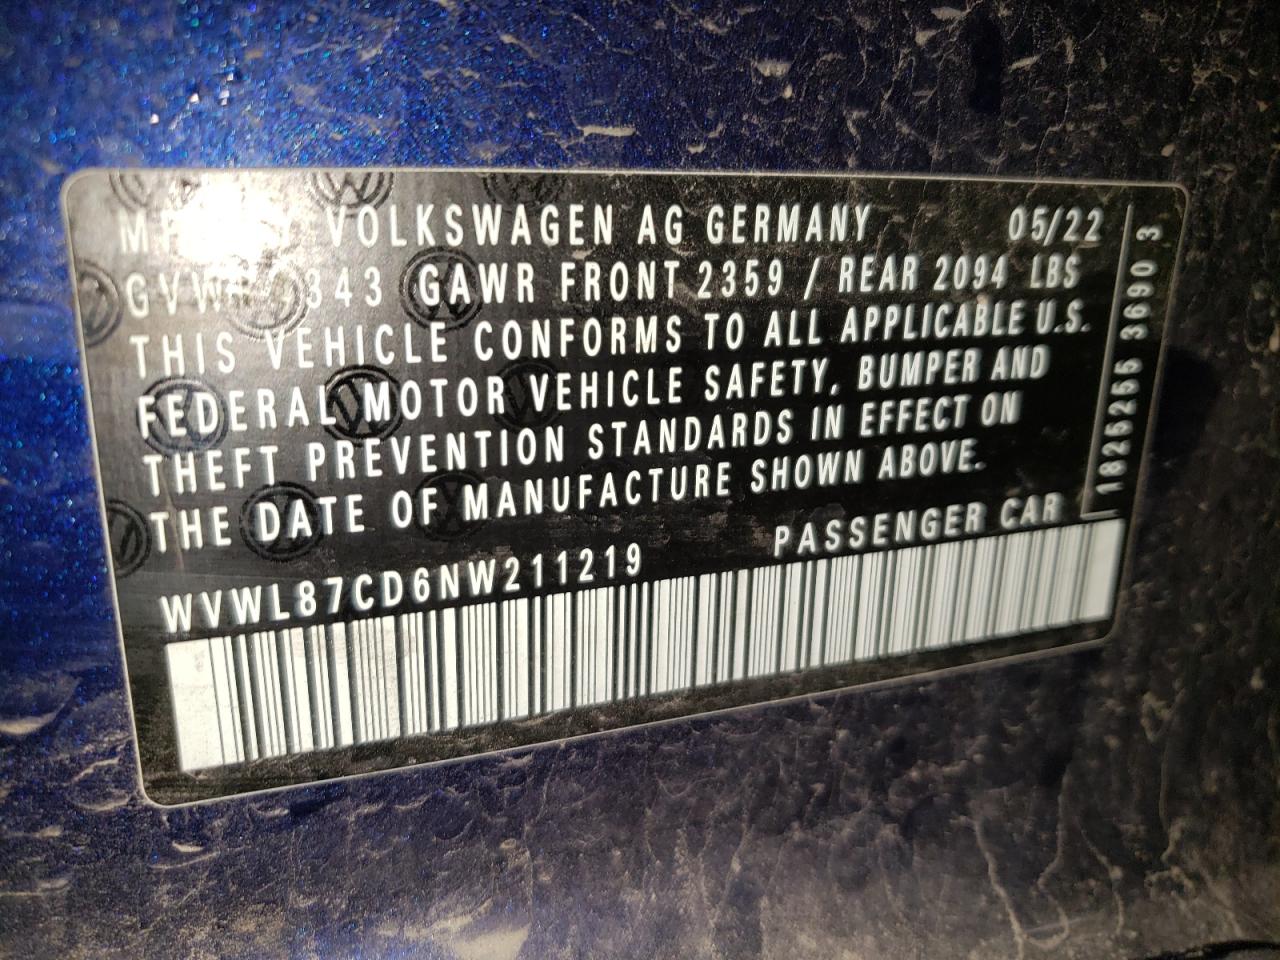 VOLKSWAGEN AG GERMANY 05/22
GAWR FRONT 2359 / REAR 2094 LBS
THIS VEHICLE CONFORMS TO ALL APPLICABLE U.S.
FEDERAL MOTOR VEHICLE SAFETY, BUMPER AND
THEFT PREVENTION STANDARDS IN EFFECT ON
THE DATE OF MANUFACTURE SHOWN ABOVE.
WVWL87CD6NW211219 PASSENGER CAR
1825255 3690 3